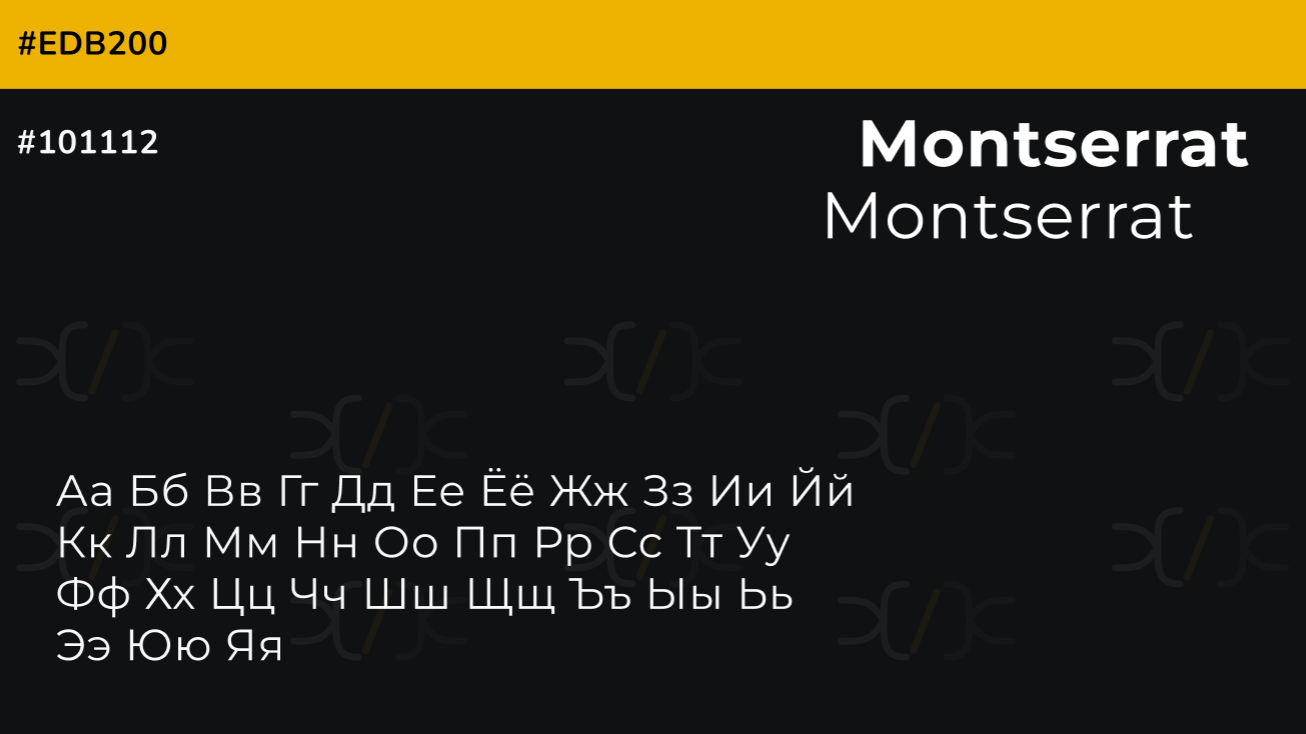 #EDB200
#101112
Montserrat
Montserrat
Аа Бб Вв Гг Дд Ее Ёё Жж Зз Ии Йй
Кк Лл Мм Нн Оо Пп Рр Сс Тт Уу
Фф Хх Цц Чч Шш Щщ Ъъ Ыы Ьь
Ээ Юю Яя